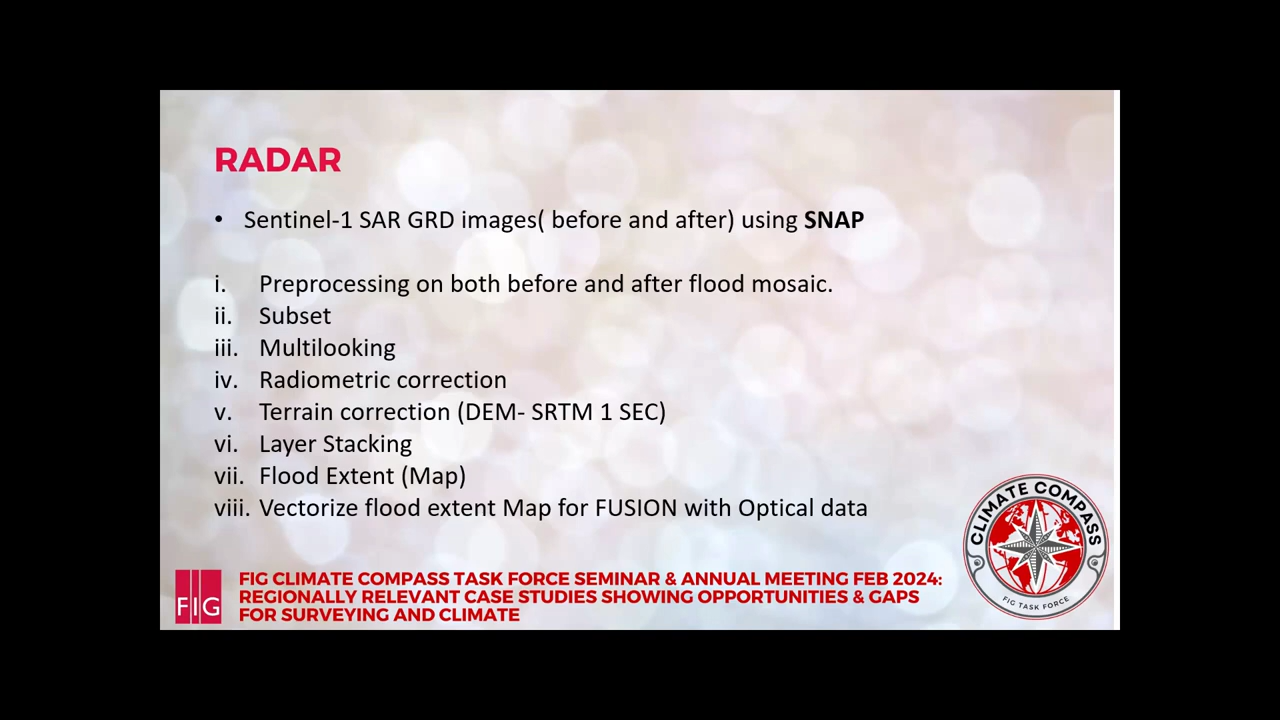 RADAR
• Sentinel-1 SAR GRD images( before and after) using SNAP
i. Preprocessing on both before and after flood mosaic.
ii. Subset
iii. Multilooking
iv. Radiometric correction
v. Terrain correction (DEM- SRTM 1 SEC)
vi. Layer Stacking
vii. Flood Extent (Map)
viii. Vectorize flood extent Map for FUSION with Optical data
CLIMATE COMPASS
FIG TASK FORCE
FIG
FIG CLIMATE COMPASS TASK FORCE SEMINAR & ANNUAL MEETING FEB 2024:
REGIONALLY RELEVANT CASE STUDIES SHOWING OPPORTUNITIES & GAPS
FOR SURVEYING AND CLIMATE